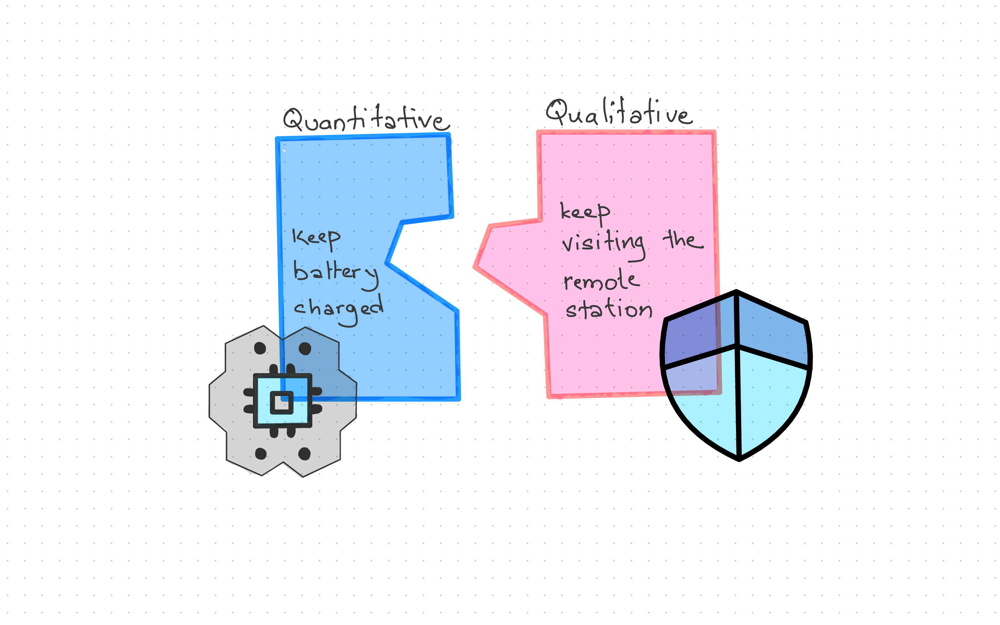 Quantitative
keep
battery
charged
Qualitative
keep
visiting the
remote
station